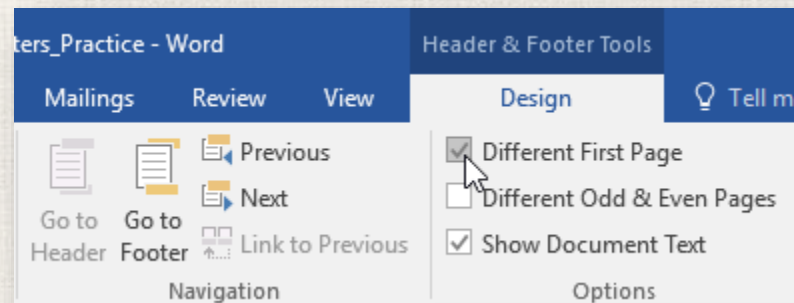 ters_Practice - Word
Header & Footer Tools
Mailings Review View Design Tell m
Go to Header
Go to Footer
Previous
Next
Link to Previous
Navigation
Different First Page
Different Odd & Even Pages
Show Document Text
Options